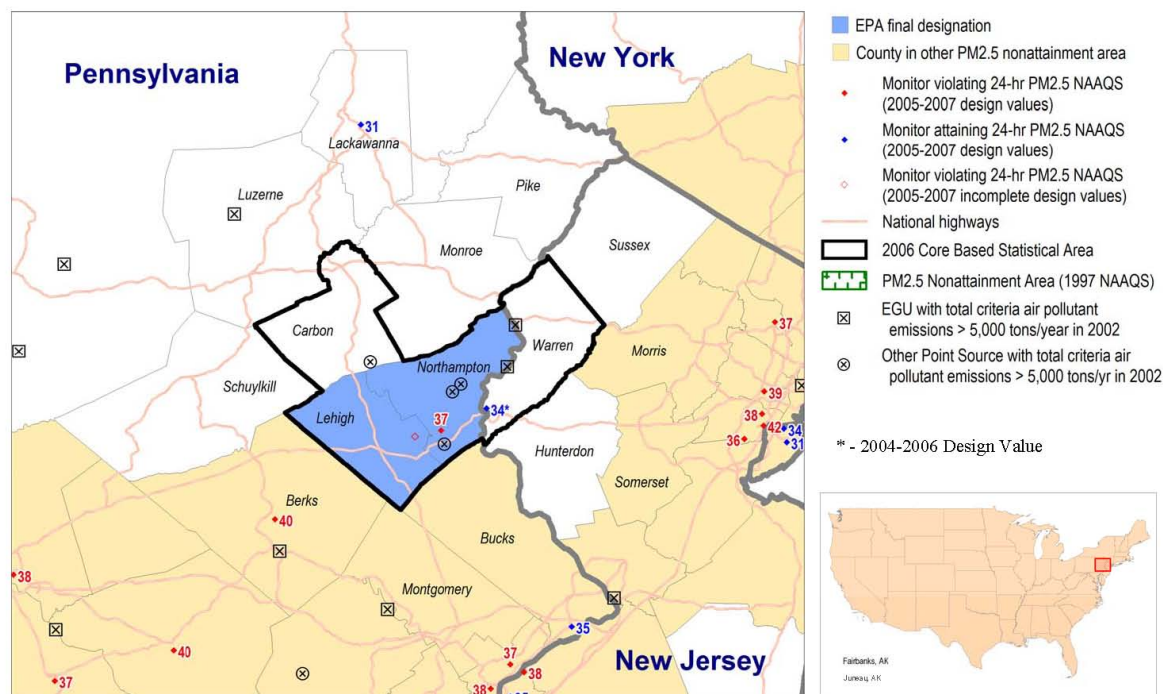 Pennsylvania
New York
31
Lackawanna
Luzerne
Pike
Monroe
Sussex
Carbon
Warren
Morris
37
Northampton
Schuylkill
39
Lehigh
34*
38
37
42
34
36
31
Hunterdon
Somerset
Berks
40
Bucks
38
Montgomery
35
40
37
New Jersey
38
37
38
EPA final designation
County in other PM2.5 nonattainment area
Monitor violating 24-hr PM2.5 NAAQS
(2005-2007 design values)
Monitor attaining 24-hr PM2.5 NAAQS
(2005-2007 design values)
Monitor violating 24-hr PM2.5 NAAQS
(2005-2007 incomplete design values)
National highways
2006 Core Based Statistical Area
PM2.5 Nonattainment Area (1997 NAAQS)
EGU with total criteria air pollutant
emissions > 5,000 tons/year in 2002
Other Point Source with total criteria air
pollutant emissions > 5,000 tons/yr in 2002
* - 2004-2006 Design Value
Fairbanks, AK
Juneau, AK